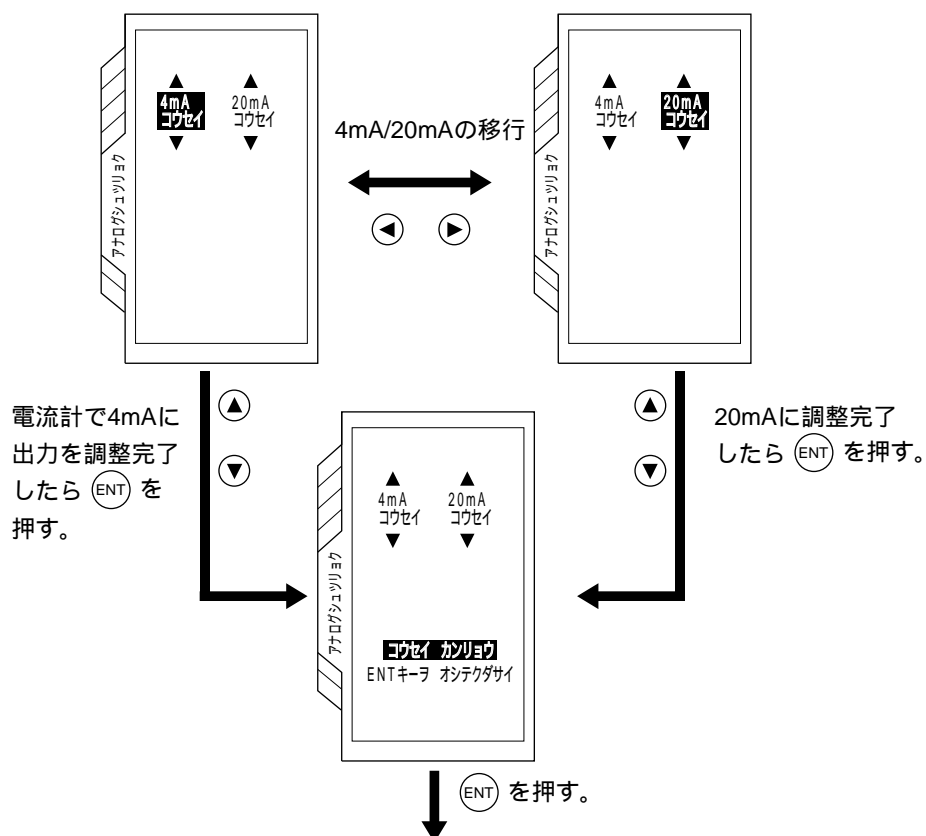 ▲ ▲
4mA 20mA
コウセイ コウセイ
▼ ▼
アナログシュツリョク
4mA/20mAの移行
◀ ▶
▲ ▲
4mA 20mA
コウセイ コウセイ
▼ ▼
アナログシュツリョク
電流計で4mAに
出力を調整完了
したら ENT を
押す。
▲
▼
▲ ▲
4mA 20mA
コウセイ コウセイ
▼ ▼
アナログシュツリョク
コウセイ カンリョウ
ENTキーヲ オシテクダサイ
▲
▼
20mAに調整完了
したら ENT を押す。
ENT を押す。